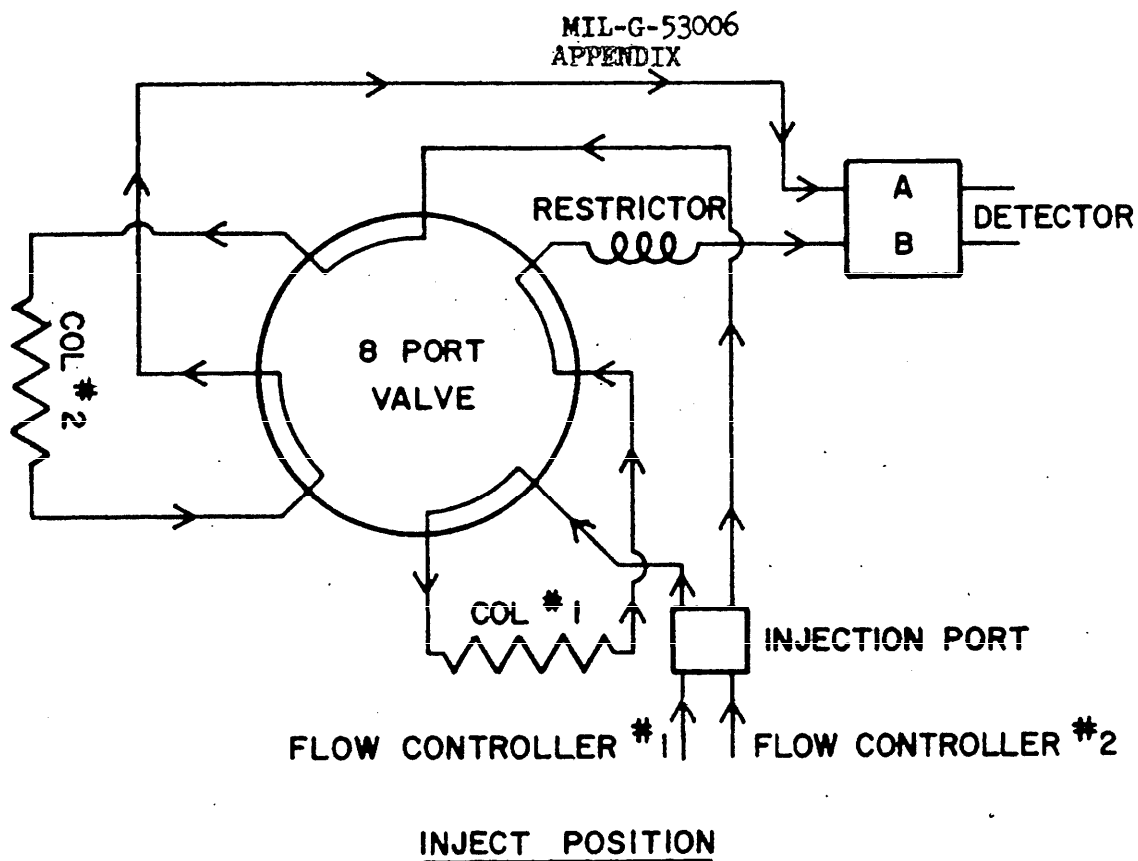 MIL-G-53006
APPENDIX
RESTRICTOR
A
B
DETECTOR
8 PORT
VALVE
COL #2
COL #1
INJECTION PORT
FLOW CONTROLLER #1
FLOW CONTROLLER #2
INJECT POSITION